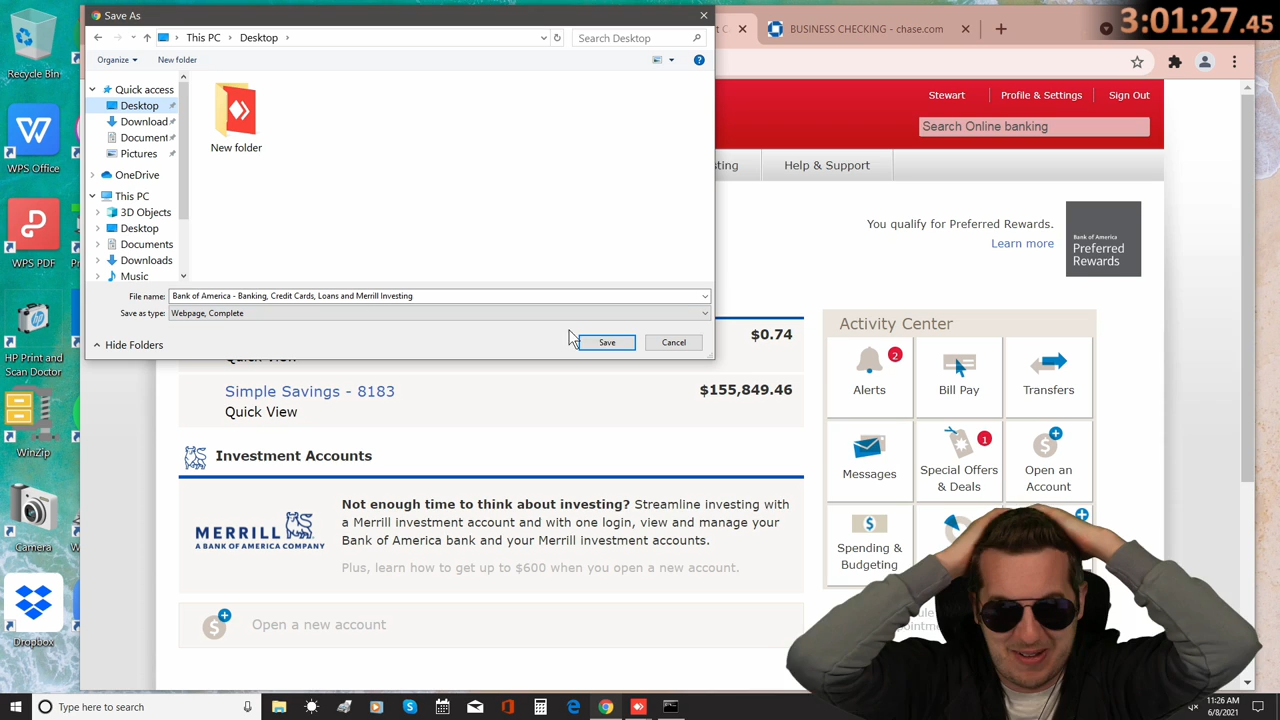 Save As
3:01:27.45
BUSINESS CHECKING - chase.com
This PC
Desktop
Search Desktop
Organize
New folder
Quick access
Desktop
Download
Document
Pictures
OneDrive
This PC
3D Objects
Desktop
Documents
Downloads
Music
New folder
File name:
Bank of America - Banking, Credit Cards, Loans and Merrill Investing
Save as type:
Webpage, Complete
Hide Folders
Save
Cancel
Recycle Bin
WPS Office
WPS PDF
HP Print and
Scan Doctor
WinZip
Camera
Dropbox
Stewart
Profile & Settings
Sign Out
Search Online banking
sting
Help & Support
You qualify for Preferred Rewards.
Learn more
Bank of America
Preferred
Rewards
$0.74
Simple Savings - 8183
$155,849.46
Quick View
Investment Accounts
MERRILL
A BANK OF AMERICA COMPANY
Not enough time to think about investing? Streamline investing with
a Merrill investment account and with one login, view and manage your
Bank of America bank and your Merrill investment accounts.
Plus, learn how to get up to $600 when you open a new account.
Open a new account
Activity Center
2
Alerts
Bill Pay
Transfers
1
Messages
Special Offers
& Deals
Open an
Account
Spending &
Budgeting
Type here to search
11:26 AM
6/8/2021